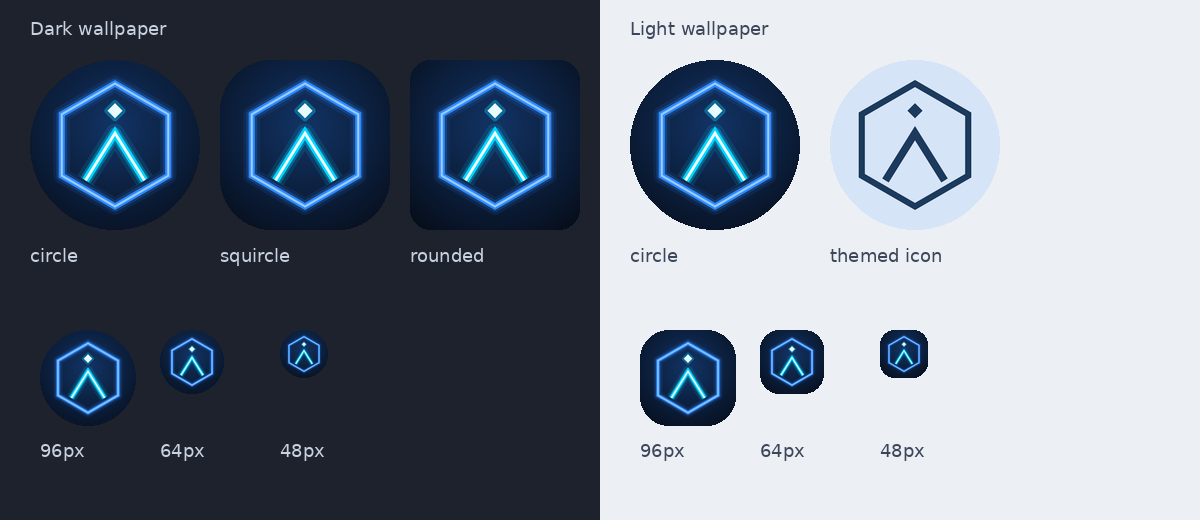 Dark wallpaper
circle
squircle
rounded
96px
64px
48px
Light wallpaper
circle
themed icon
96px
64px
48px